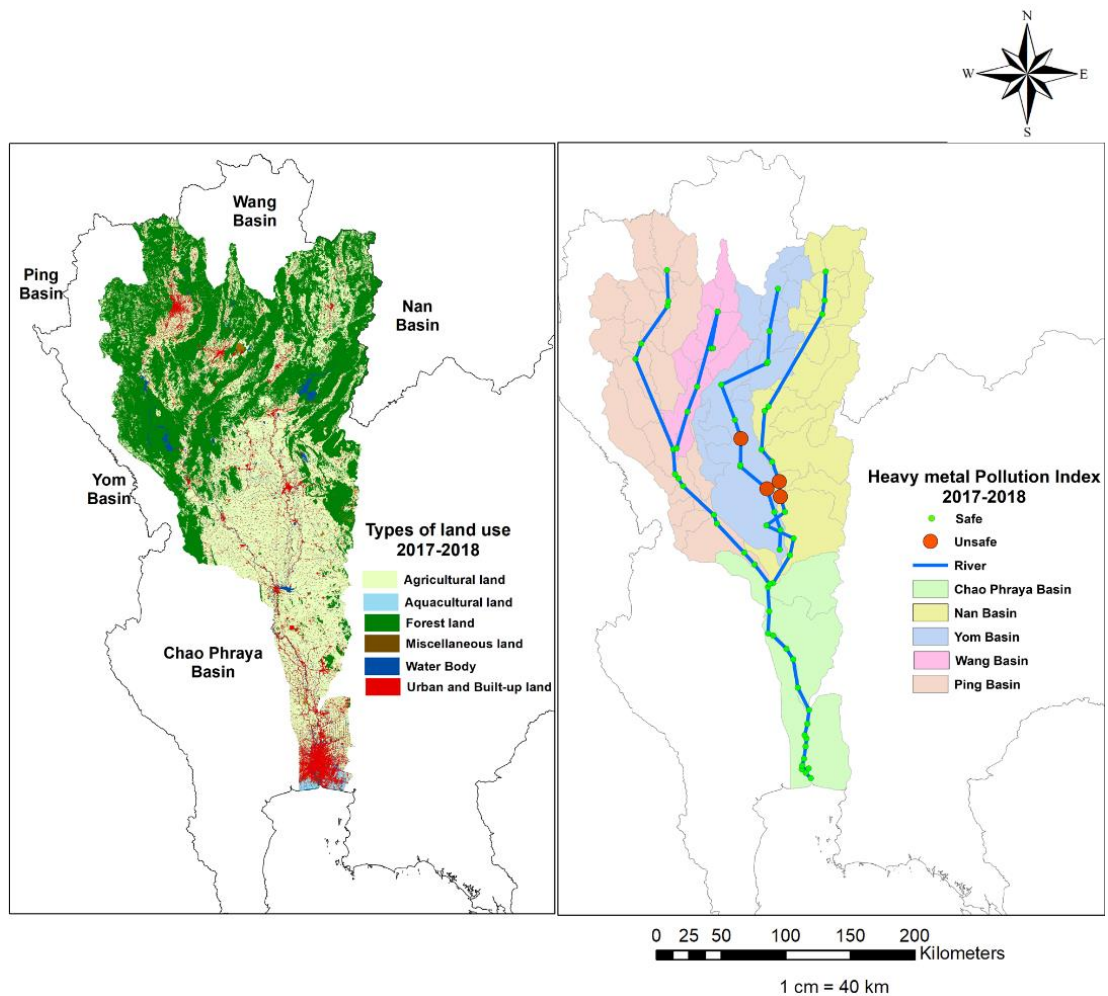 N
W E
S
Wang
Basin
Ping
Basin
Nan
Basin
Yom
Basin
Chao Phraya
Basin
Types of land use
2017-2018
Agricultural land
Aquacultural land
Forest land
Miscellaneous land
Water Body
Urban and Built-up land
Heavy metal Pollution Index
2017-2018
Safe
Unsafe
River
Chao Phraya Basin
Nan Basin
Yom Basin
Wang Basin
Ping Basin
0 25 50 100 150 200
Kilometers
1 cm = 40 km